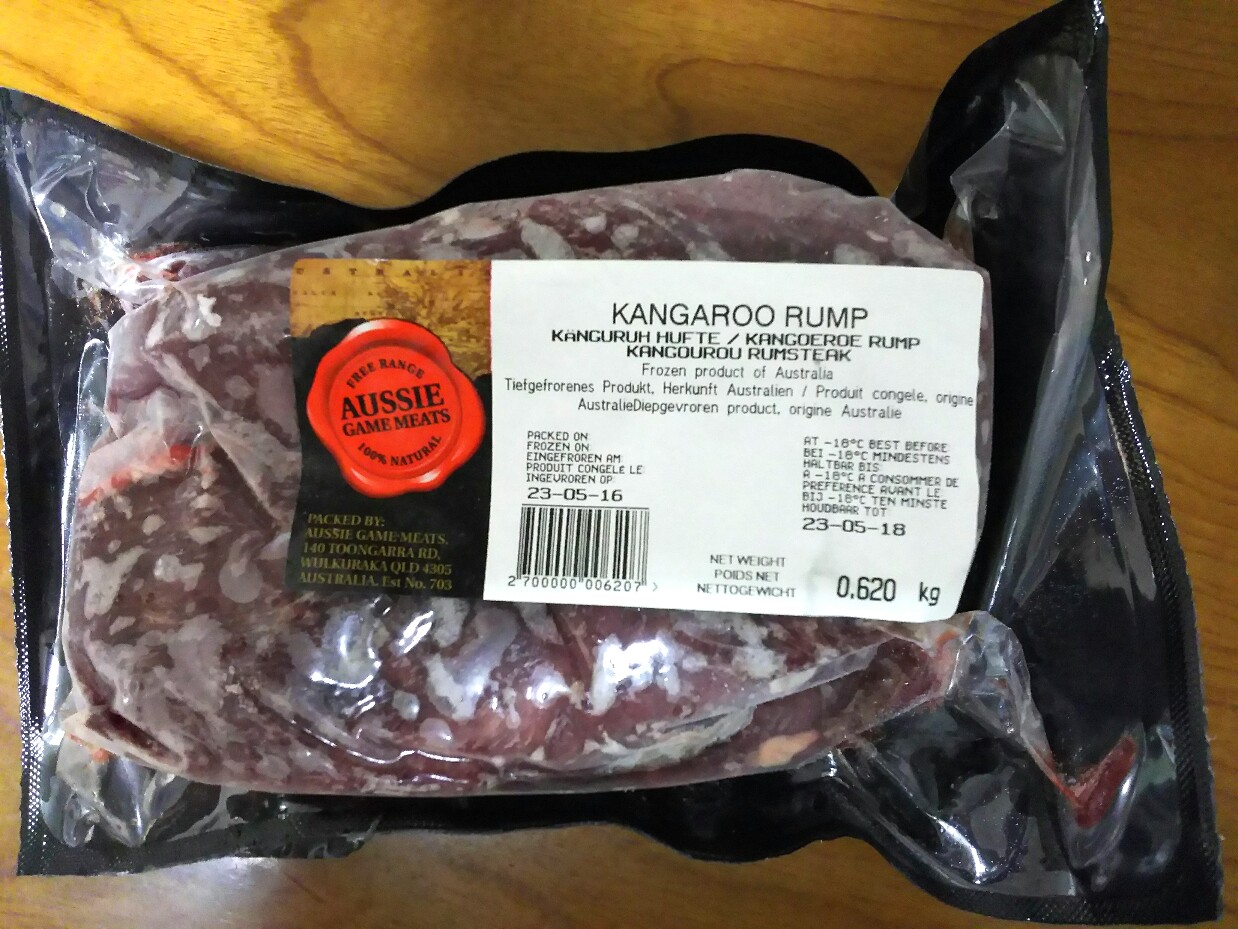 USTRALI
FREE RANGE
AUSSIE
GAME MEATS
100% NATURAL
PACKED BY:
AUSSIE GAME MEATS,
140 TOONGARRA RD,
WULKURAKA QLD 4305
AUSTRALIA. Est No. 703
KANGAROO RUMP
KÄNGURUH HUFTE / KANGOEROE RUMP
KANGOUROU RUMSTEAK
Frozen product of Australia
Tiefgefrorenes Produkt, Herkunft Australien / Produit congele, origine
AustralieDiepgevroren product, origine Australie
PACKED ON:
FROZEN ON:
EINGEFROREN AM:
PRODUIT CONGELE LE:
INGEVROREN OP:
23-05-16
2 700000 006207 >
AT -18°C BEST BEFORE:
BEI -18°C MINDESTENS
HALTBAR BIS:
A -18°C A CONSOMMER DE
PREFERENCE AVANT LE:
BIJ -18°C TEN MINSTE
HOUDBAAR TOT
23-05-18
NET WEIGHT
POIDS NET
NETTOGEWICHT
0.620 kg